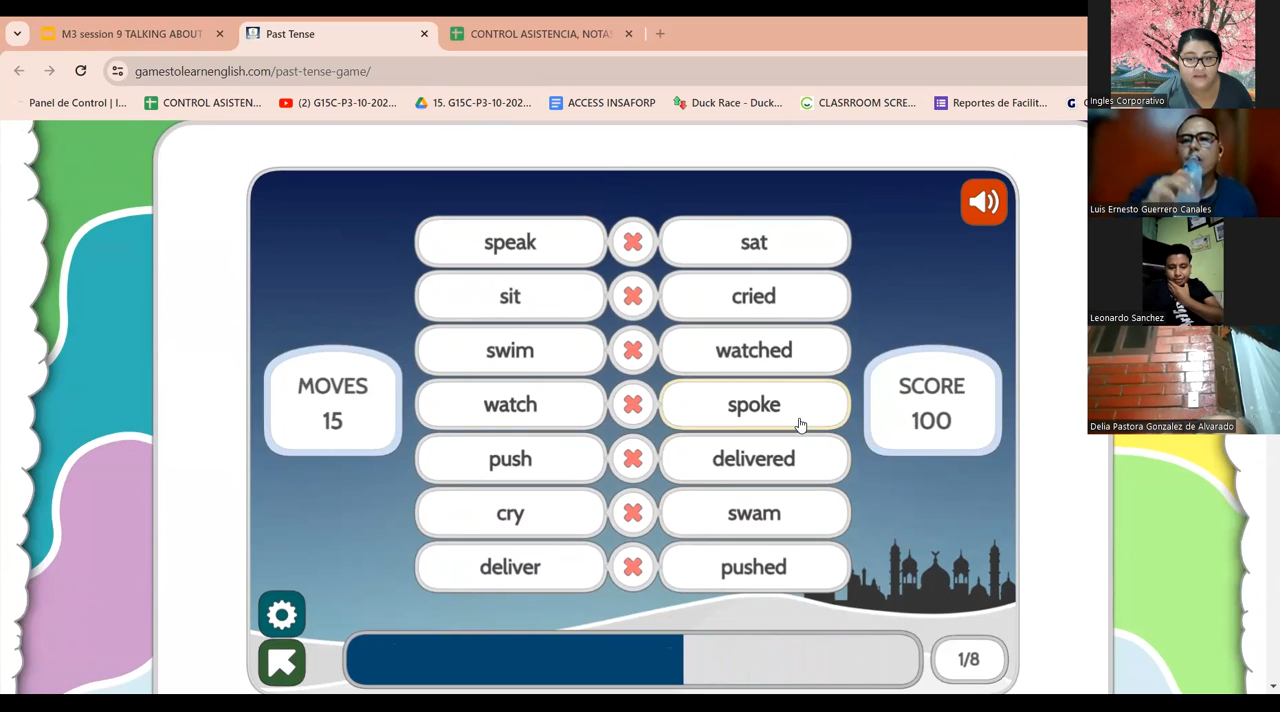 M3 session 9 TALKING ABOUT
Past Tense
CONTROL ASISTENCIA, NOTA
gamestolearnenglish.com/past-tense-game/
Panel de Control | I...
CONTROL ASISTEN...
(2) G15C-P3-10-202...
15. G15C-P3-10-202...
ACCESS INSAFORP
Duck Race - Duck...
CLASRROOM SCRE...
Reportes de Facilit...
Ingles Corporativo
Luis Ernesto Guerrero Canales
Leonardo Sanchez
Delia Pastora Gonzalez de Alvarado
speak
sat
sit
cried
swim
watched
watch
spoke
push
delivered
cry
swam
deliver
pushed
MOVES
15
SCORE
100
1/8